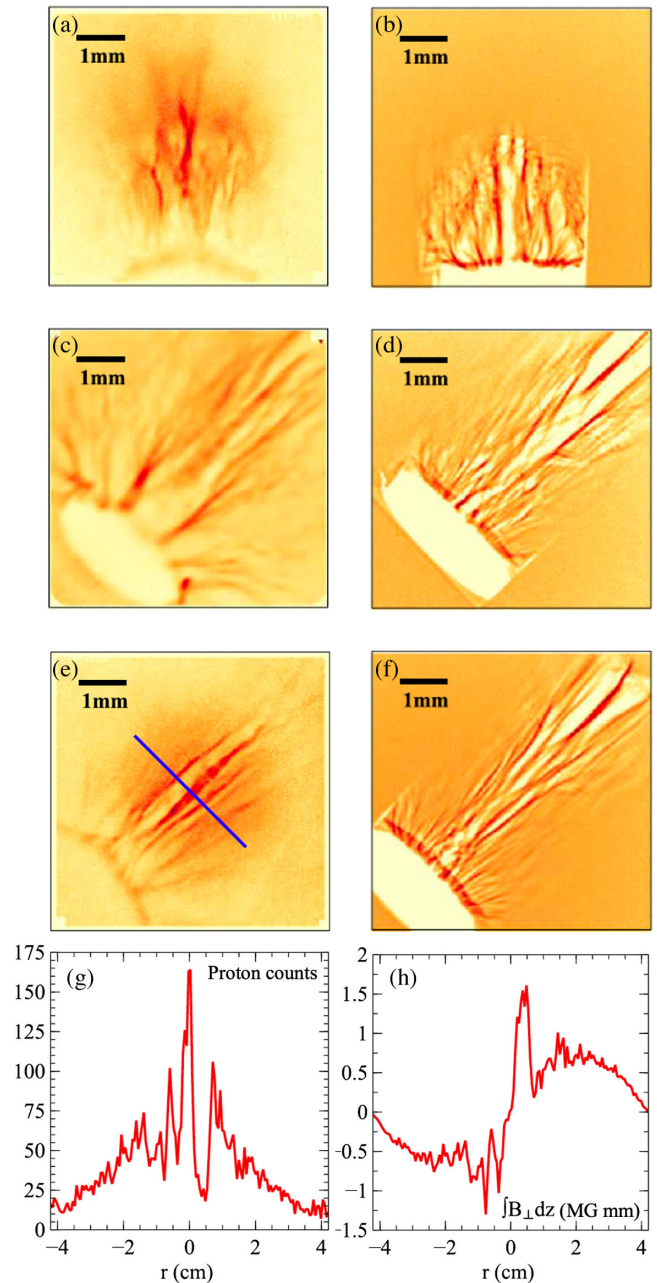 (a)
1mm
(b)
1mm
(c)
1mm
(d)
1mm
(e)
1mm
(f)
1mm
(g)
Proton counts
175
150
125
100
75
50
25
0
−4
−2
0
2
4
r (cm)
(h)
2
1.5
1
0.5
0
-0.5
-1
-1.5
∫B⊥dz (MG mm)
−4
−2
0
2
4
r (cm)